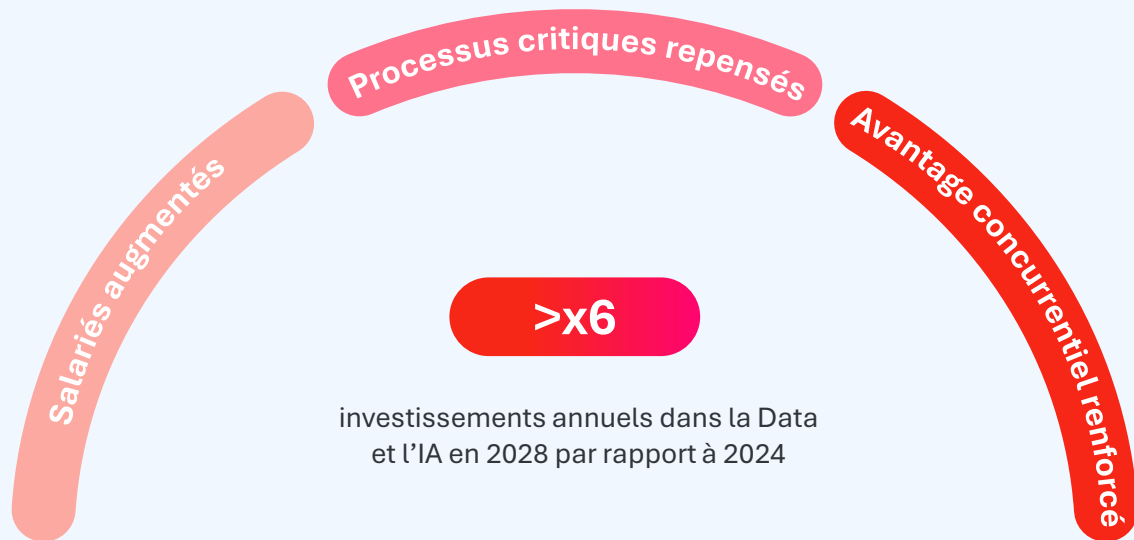 Salariés augmentés
Processus critiques repensés
Avantage concurrentiel renforcé
>x6
investissements annuels dans la Data
et l’IA en 2028 par rapport à 2024